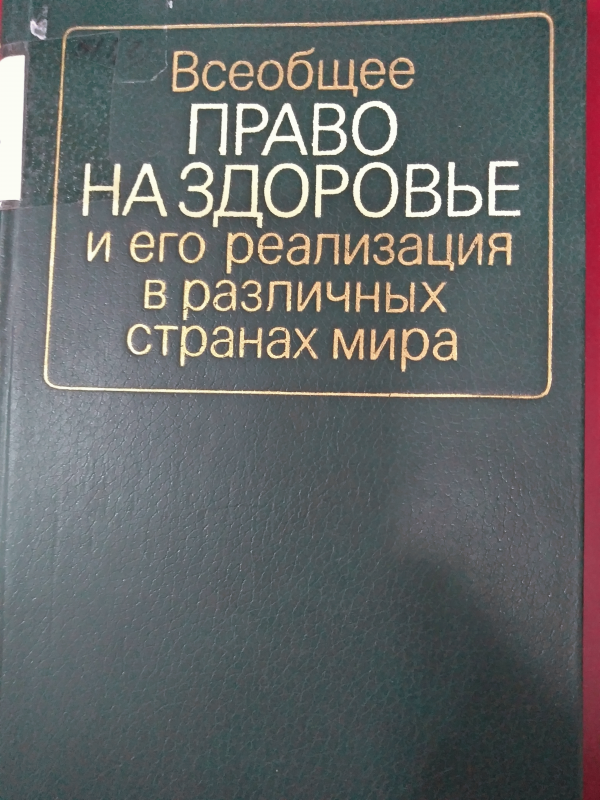 Всеобщее
ПРАВО
НА ЗДОРОВЬЕ
и его реализация
в различных
странах мира